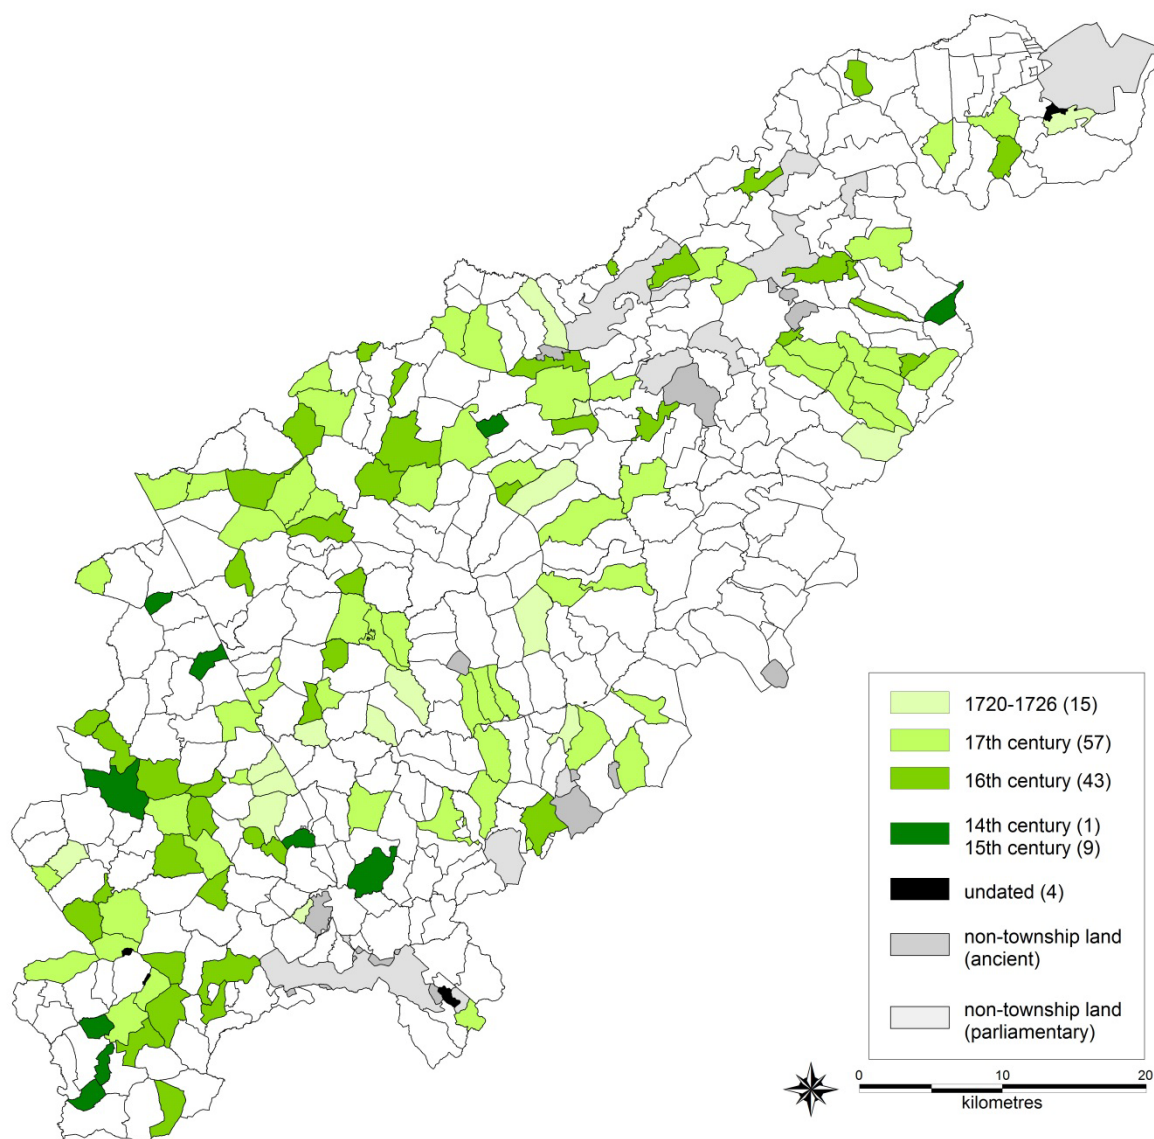 1720-1726 (15)
17th century (57)
16th century (43)
14th century (1)
15th century (9)
undated (4)
non-township land
(ancient)
non-township land
(parliamentary)
0 10 20
kilometres